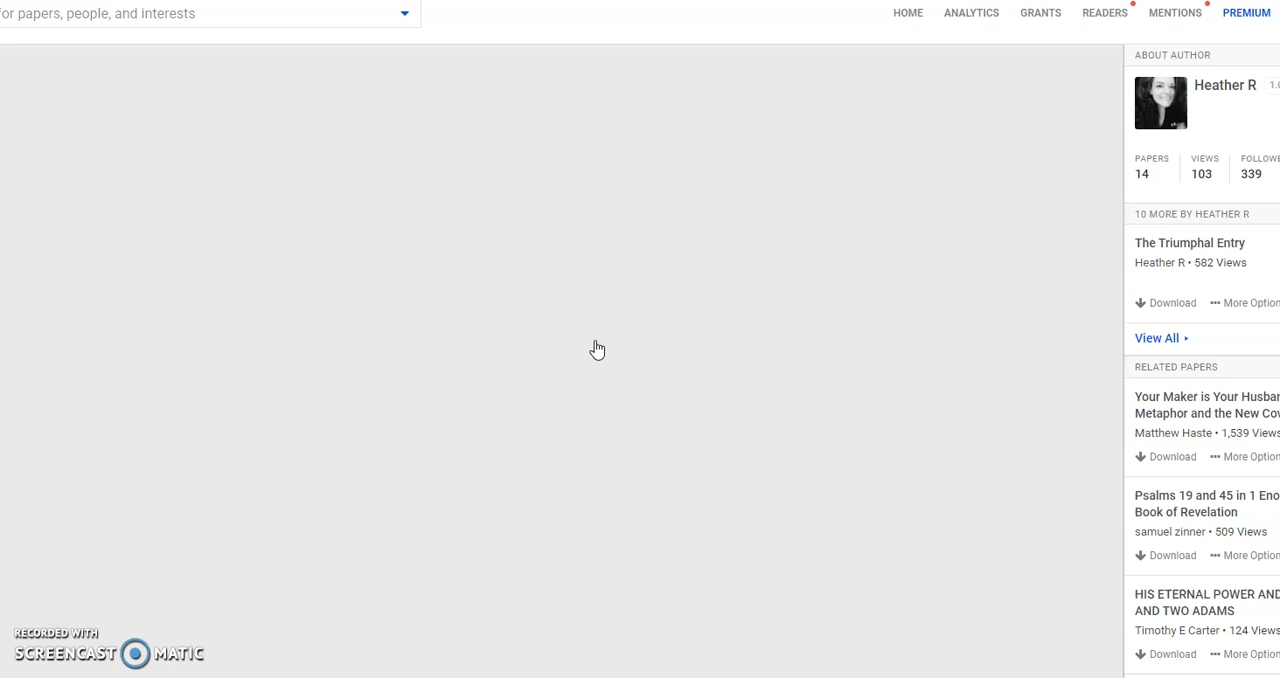 for papers, people, and interests
HOME ANALYTICS GRANTS READERS MENTIONS PREMIUM
ABOUT AUTHOR
Heather R
PAPERS VIEWS FOLLOWE
14 103 339
10 MORE BY HEATHER R
The Triumphal Entry
Heather R • 582 Views
Download ••• More Option
View All
RELATED PAPERS
Your Maker is Your Husban
Metaphor and the New Cov
Matthew Haste • 1,539 Views
Download ••• More Option
Psalms 19 and 45 in 1 Eno
Book of Revelation
samuel zinner • 509 Views
Download ••• More Option
HIS ETERNAL POWER AND
AND TWO ADAMS
Timothy E Carter • 124 Views
Download ••• More Option
RECORDED WITH
SCREENCAST MATIC